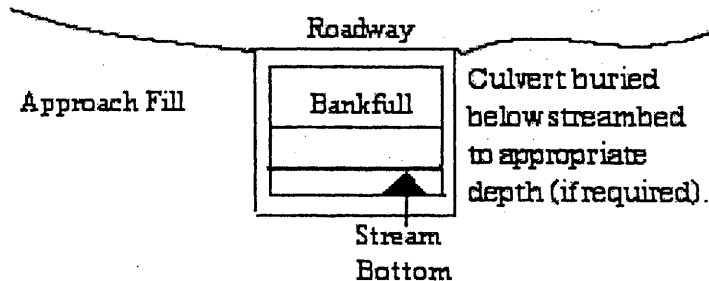 Roadway
Approach Fill
Bankfull
Culvert buried
below streambed
to appropriate
depth (if required).
Stream
Bottom